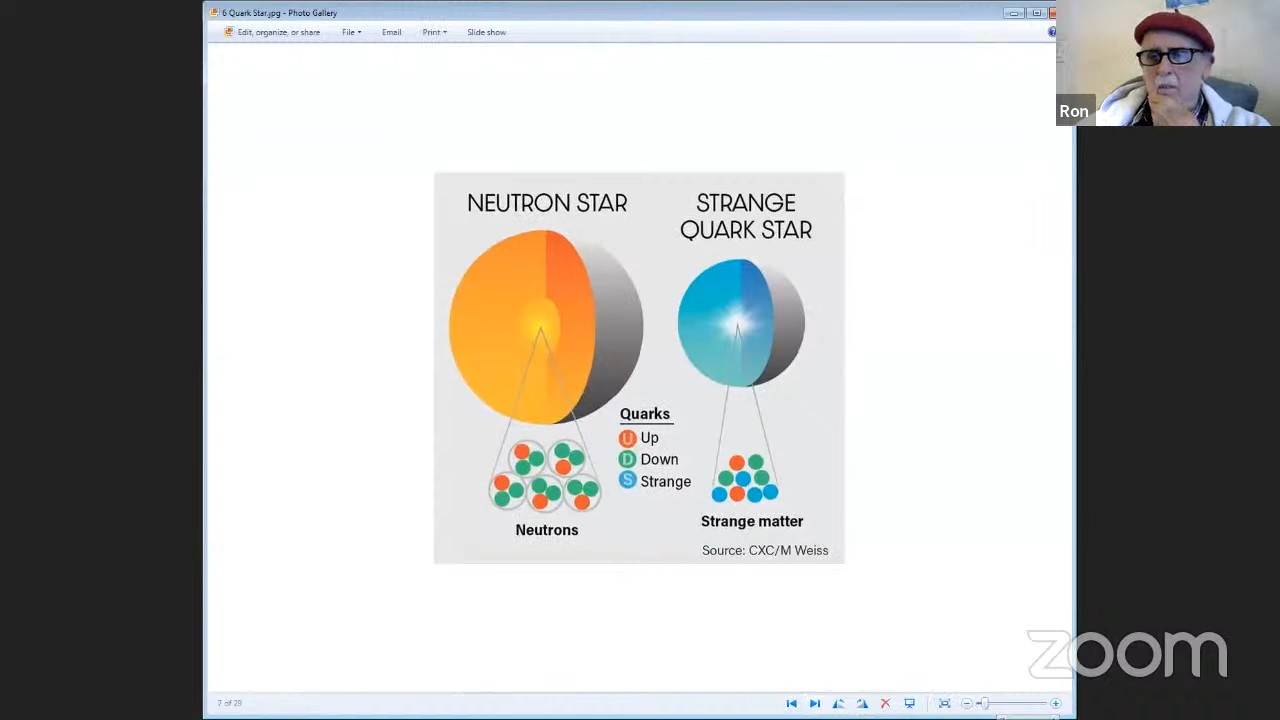 6 Quark Star.jpg - Photo Gallery
Edit, organize, or share File Email Print Slide show
Ron
NEUTRON STAR
STRANGE
QUARK STAR
Quarks
U Up
D Down
S Strange
Neutrons
Strange matter
Source: CXC/M Weiss
zoom
7 of 29